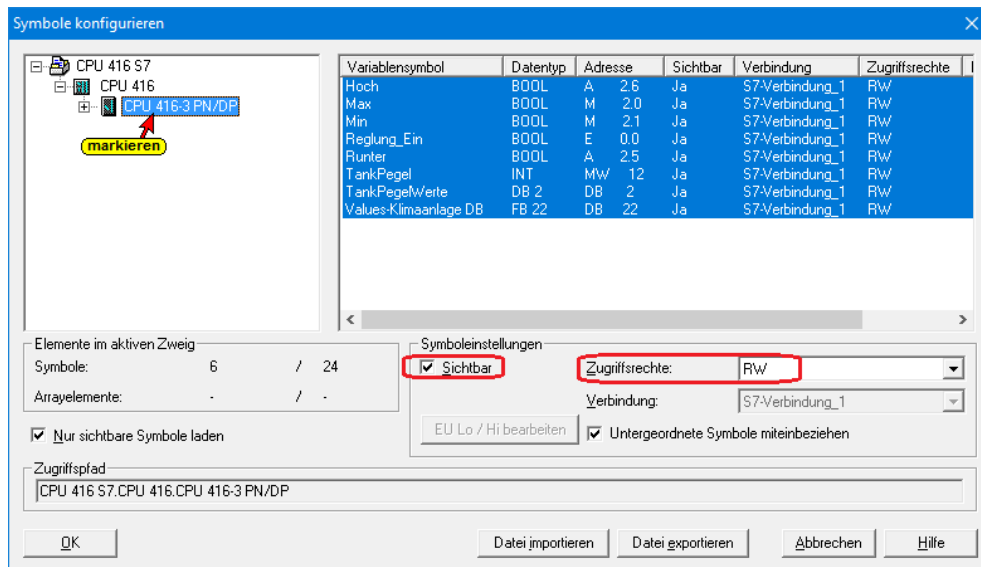 Symbole konfigurieren
CPU 416 S7
CPU 416
CPU 416-3 PN/DP
markieren
Variablensymbol Datentyp Adresse Sichtbar Verbindung Zugriffsrechte
Hoch BOOL A 2.6 Ja S7-Verbindung_1 RW
Max BOOL M 2.0 Ja S7-Verbindung_1 RW
Min BOOL M 2.1 Ja S7-Verbindung_1 RW
Reglung_Ein BOOL E 0.0 Ja S7-Verbindung_1 RW
Runter BOOL A 2.5 Ja S7-Verbindung_1 RW
TankPegel INT MW 12 Ja S7-Verbindung_1 RW
TankPegelWerte DB 2 DB 2 Ja S7-Verbindung_1 RW
Values-Klimaanlage DB FB 22 DB 22 Ja S7-Verbindung_1 RW
Elemente im aktiven Zweig
Symbole: 6 / 24
Arrayelemente: - / -
Nur sichtbare Symbole laden
Symboleinstellungen
Sichtbar
Zugriffsrechte: RW
Verbindung: S7-Verbindung_1
EU Lo / Hi bearbeiten
Untergeordnete Symbole miteinbeziehen
Zugriffspfad
CPU 416 S7.CPU 416.CPU 416-3 PN/DP
OK Datei importieren Datei exportieren Abbrechen Hilfe